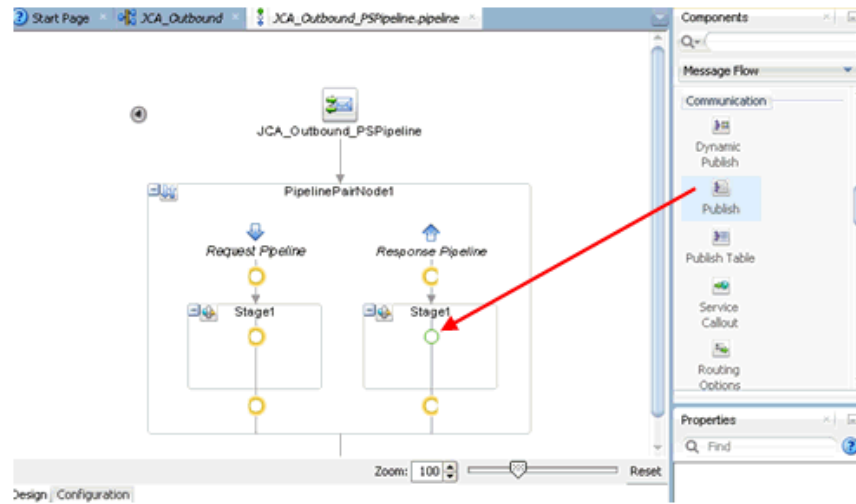 Start Page
JCA_Outbound
JCA_Outbound_PSPipeline.pipeline
Components
Message Flow
Communication
Dynamic
Publish
Publish
Publish Table
Service
Callout
Routing
Options
JCA_Outbound_PSPipeline
PipelinePairNode1
Request Pipeline
Response Pipeline
Stage1
Stage1
Properties
Find
Zoom: 100
Reset
Design
Configuration